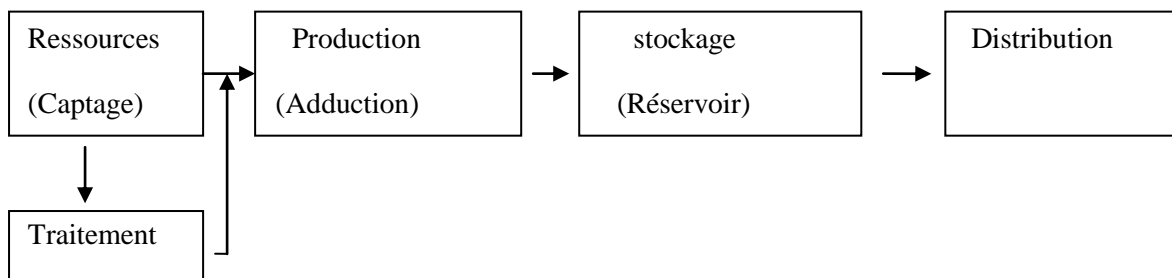 Ressources
(Captage)
Production
(Adduction)
stockage
(Réservoir)
Distribution
Traitement